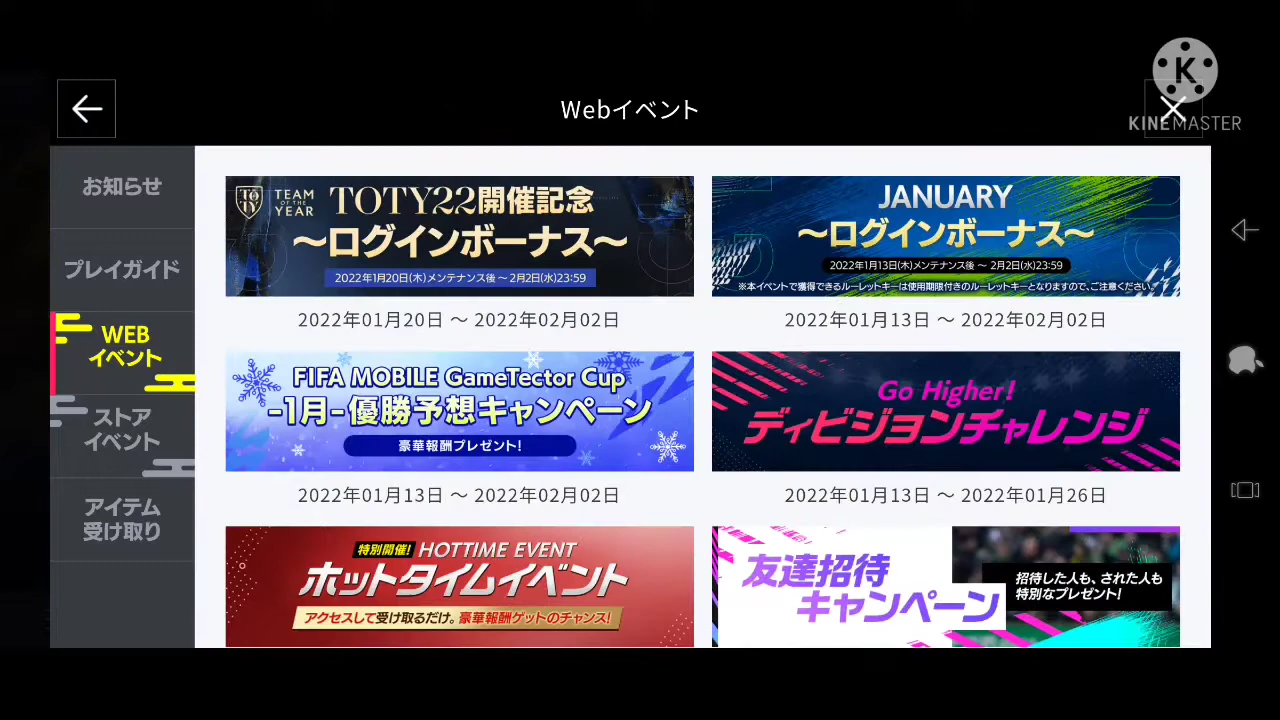 Webイベント
KINEMASTER
お知らせ
プレイガイド
WEB
イベント
ストア
イベント
アイテム
受け取り
TOTY
TEAM
OF THE
YEAR
TOTY22開催記念
～ログインボーナス～
2022年1月20日(木)メンテナンス後 ～ 2月2日(水)23:59
2022年01月20日 ～ 2022年02月02日
JANUARY
～ログインボーナス～
2022年1月13日(木)メンテナンス後 ～ 2月2日(水)23:59
※本イベントで獲得できるルーレットキーは使用期限付きのルーレットキーとなりますので、ご注意ください。
2022年01月13日 ～ 2022年02月02日
FIFA MOBILE GameTector Cup
-1月-優勝予想キャンペーン
豪華報酬プレゼント!
2022年01月13日 ～ 2022年02月02日
Go Higher!
ディビジョンチャレンジ
2022年01月13日 ～ 2022年01月26日
特別開催! HOTTIME EVENT
ホットタイムイベント
アクセスして受け取るだけ。豪華報酬ゲットのチャンス!
友達招待
キャンペーン
招待した人も、された人も
特別なプレゼント!